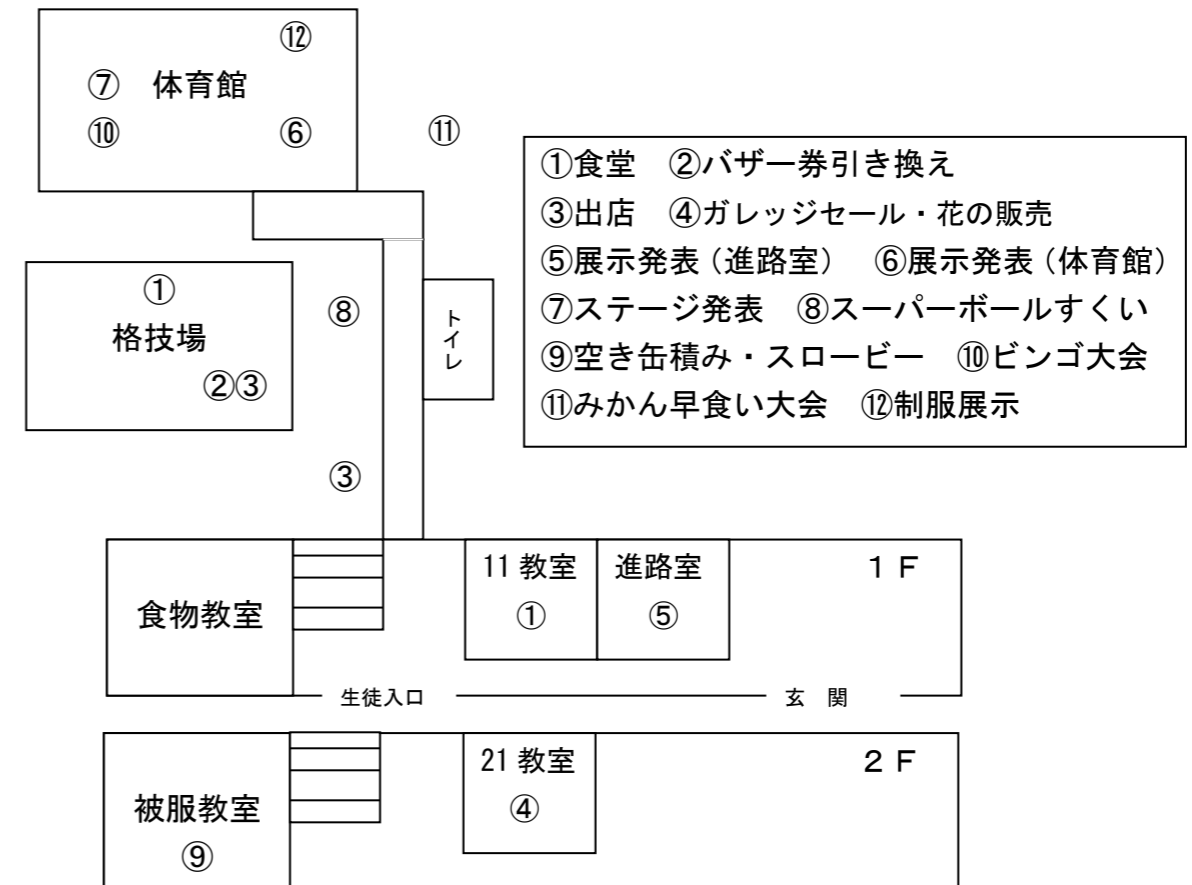 ⑫
⑦ 体育館
⑩ ⑥ ⑪
①食堂 ②バザー券引き換え
③出店 ④ガレッジセール・花の販売
⑤展示発表（進路室） ⑥展示発表（体育館）
⑦ステージ発表 ⑧スーパーボールすくい
⑨空き缶積み・スロービー ⑩ビンゴ大会
⑪みかん早食い大会 ⑫制服展示
①
格技場
②③
⑧
トイレ
③
食物教室
11教室
①
進路室
⑤
1F
生徒入口
玄関
被服教室
⑨
21教室
④
2F